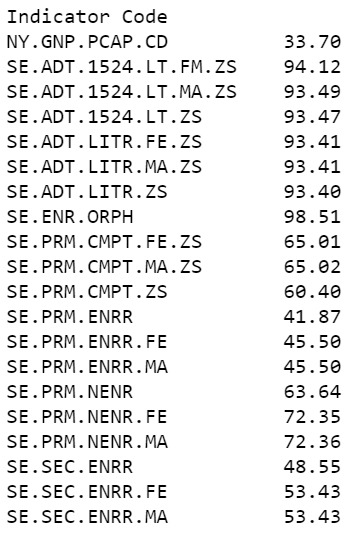 Indicator Code
NY.GNP.PCAP.CD 33.70
SE.ADT.1524.LT.FM.ZS 94.12
SE.ADT.1524.LT.MA.ZS 93.49
SE.ADT.1524.LT.ZS 93.47
SE.ADT.LITR.FE.ZS 93.41
SE.ADT.LITR.MA.ZS 93.41
SE.ADT.LITR.ZS 93.40
SE.ENR.ORPH 98.51
SE.PRM.CMPT.FE.ZS 65.01
SE.PRM.CMPT.MA.ZS 65.02
SE.PRM.CMPT.ZS 60.40
SE.PRM.ENRR 41.87
SE.PRM.ENRR.FE 45.50
SE.PRM.ENRR.MA 45.50
SE.PRM.NENR 63.64
SE.PRM.NENR.FE 72.35
SE.PRM.NENR.MA 72.36
SE.SEC.ENRR 48.55
SE.SEC.ENRR.FE 53.43
SE.SEC.ENRR.MA 53.43